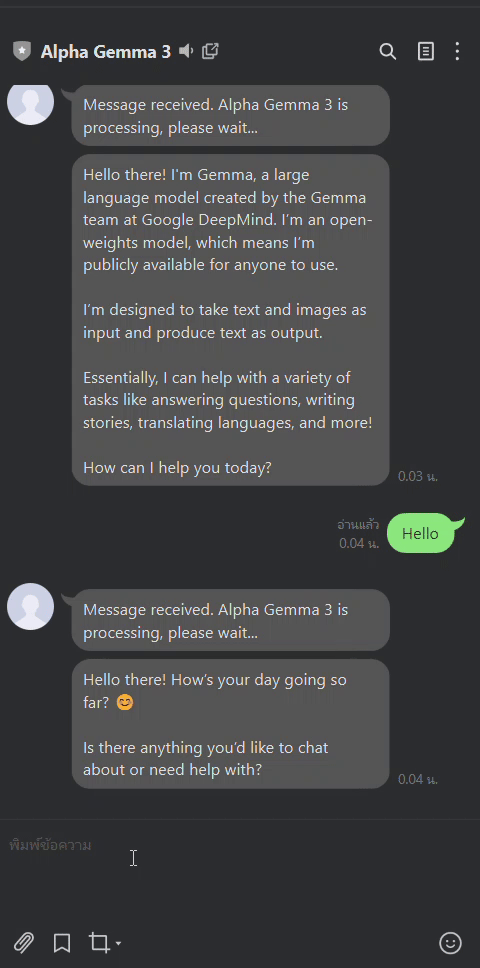 Alpha Gemma 3
Message received. Alpha Gemma 3 is
processing, please wait...
Hello there! I'm Gemma, a large
language model created by the Gemma
team at Google DeepMind. I’m an open-
weights model, which means I’m
publicly available for anyone to use.
I’m designed to take text and images as
input and produce text as output.
Essentially, I can help with a variety of
tasks like answering questions, writing
stories, translating languages, and more!
How can I help you today?
0.03 น.
อ่านแล้ว
0.04 น.
Hello
Message received. Alpha Gemma 3 is
processing, please wait...
Hello there! How’s your day going so
far? 😊
Is there anything you’d like to chat
about or need help with?
0.04 น.
พิมพ์ข้อความ